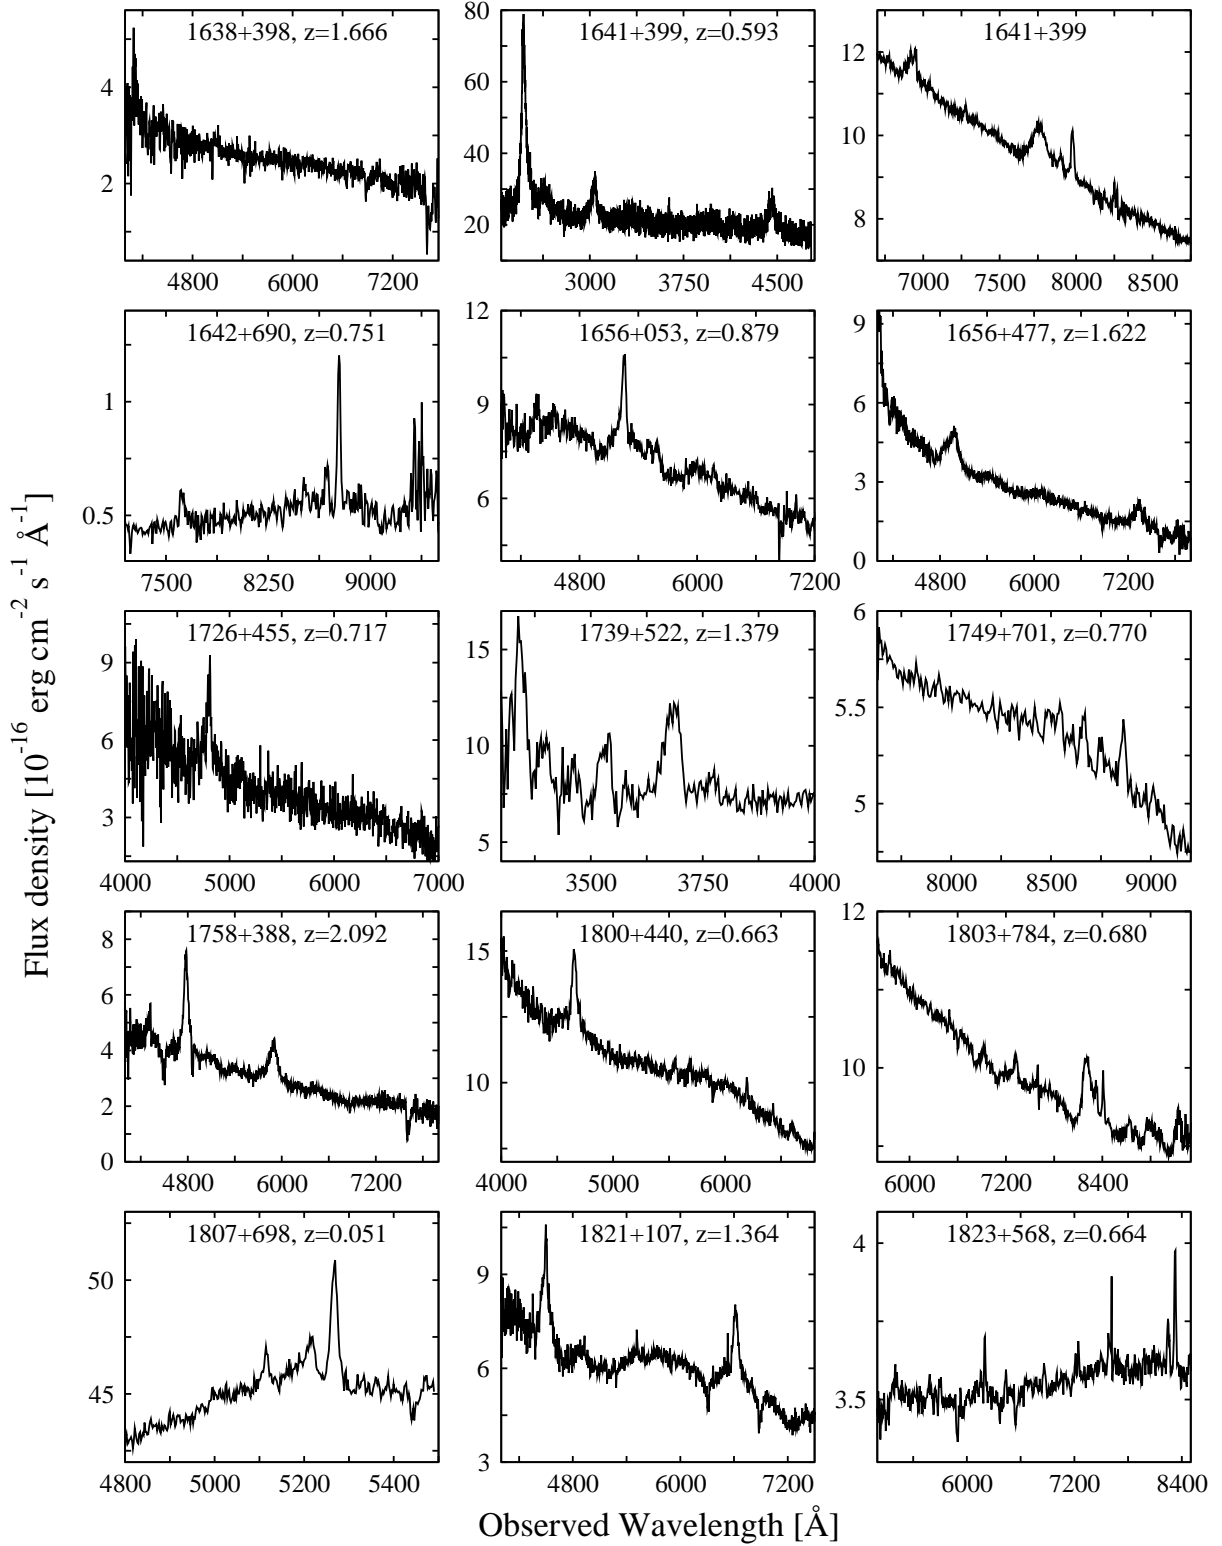 1638+398, z=1.666
4
2
4800 6000 7200
1641+399, z=0.593
80
60
40
20
3000 3750 4500
1641+399
12
10
8
7000 7500 8000 8500
1642+690, z=0.751
1
0.5
7500 8250 9000
1656+053, z=0.879
12
9
6
4800 6000 7200
1656+477, z=1.622
9
6
3
0
4800 6000 7200
1726+455, z=0.717
9
6
3
4000 5000 6000 7000
1739+522, z=1.379
15
10
5
3500 3750 4000
1749+701, z=0.770
6
5.5
5
8000 8500 9000
1758+388, z=2.092
8
6
4
2
0
4800 6000 7200
1800+440, z=0.663
15
10
4000 5000 6000
1803+784, z=0.680
12
10
6000 7200 8400
1807+698, z=0.051
50
45
4800 5000 5200 5400
1821+107, z=1.364
9
6
3
4800 6000 7200
1823+568, z=0.664
4
3.5
6000 7200 8400
Flux density [10⁻¹⁶ erg cm⁻² s⁻¹ Å⁻¹]
Observed Wavelength [Å]